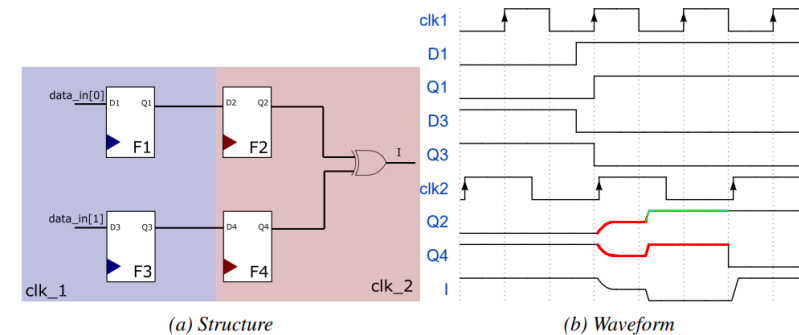 data_in[0]
D1 Q1
F1
D2 Q2
F2
I
data_in[1]
D3 Q3
F3
D4 Q4
F4
clk_1
clk_2
(a) Structure
clk1
D1
Q1
D3
Q3
clk2
Q2
Q4
I
(b) Waveform